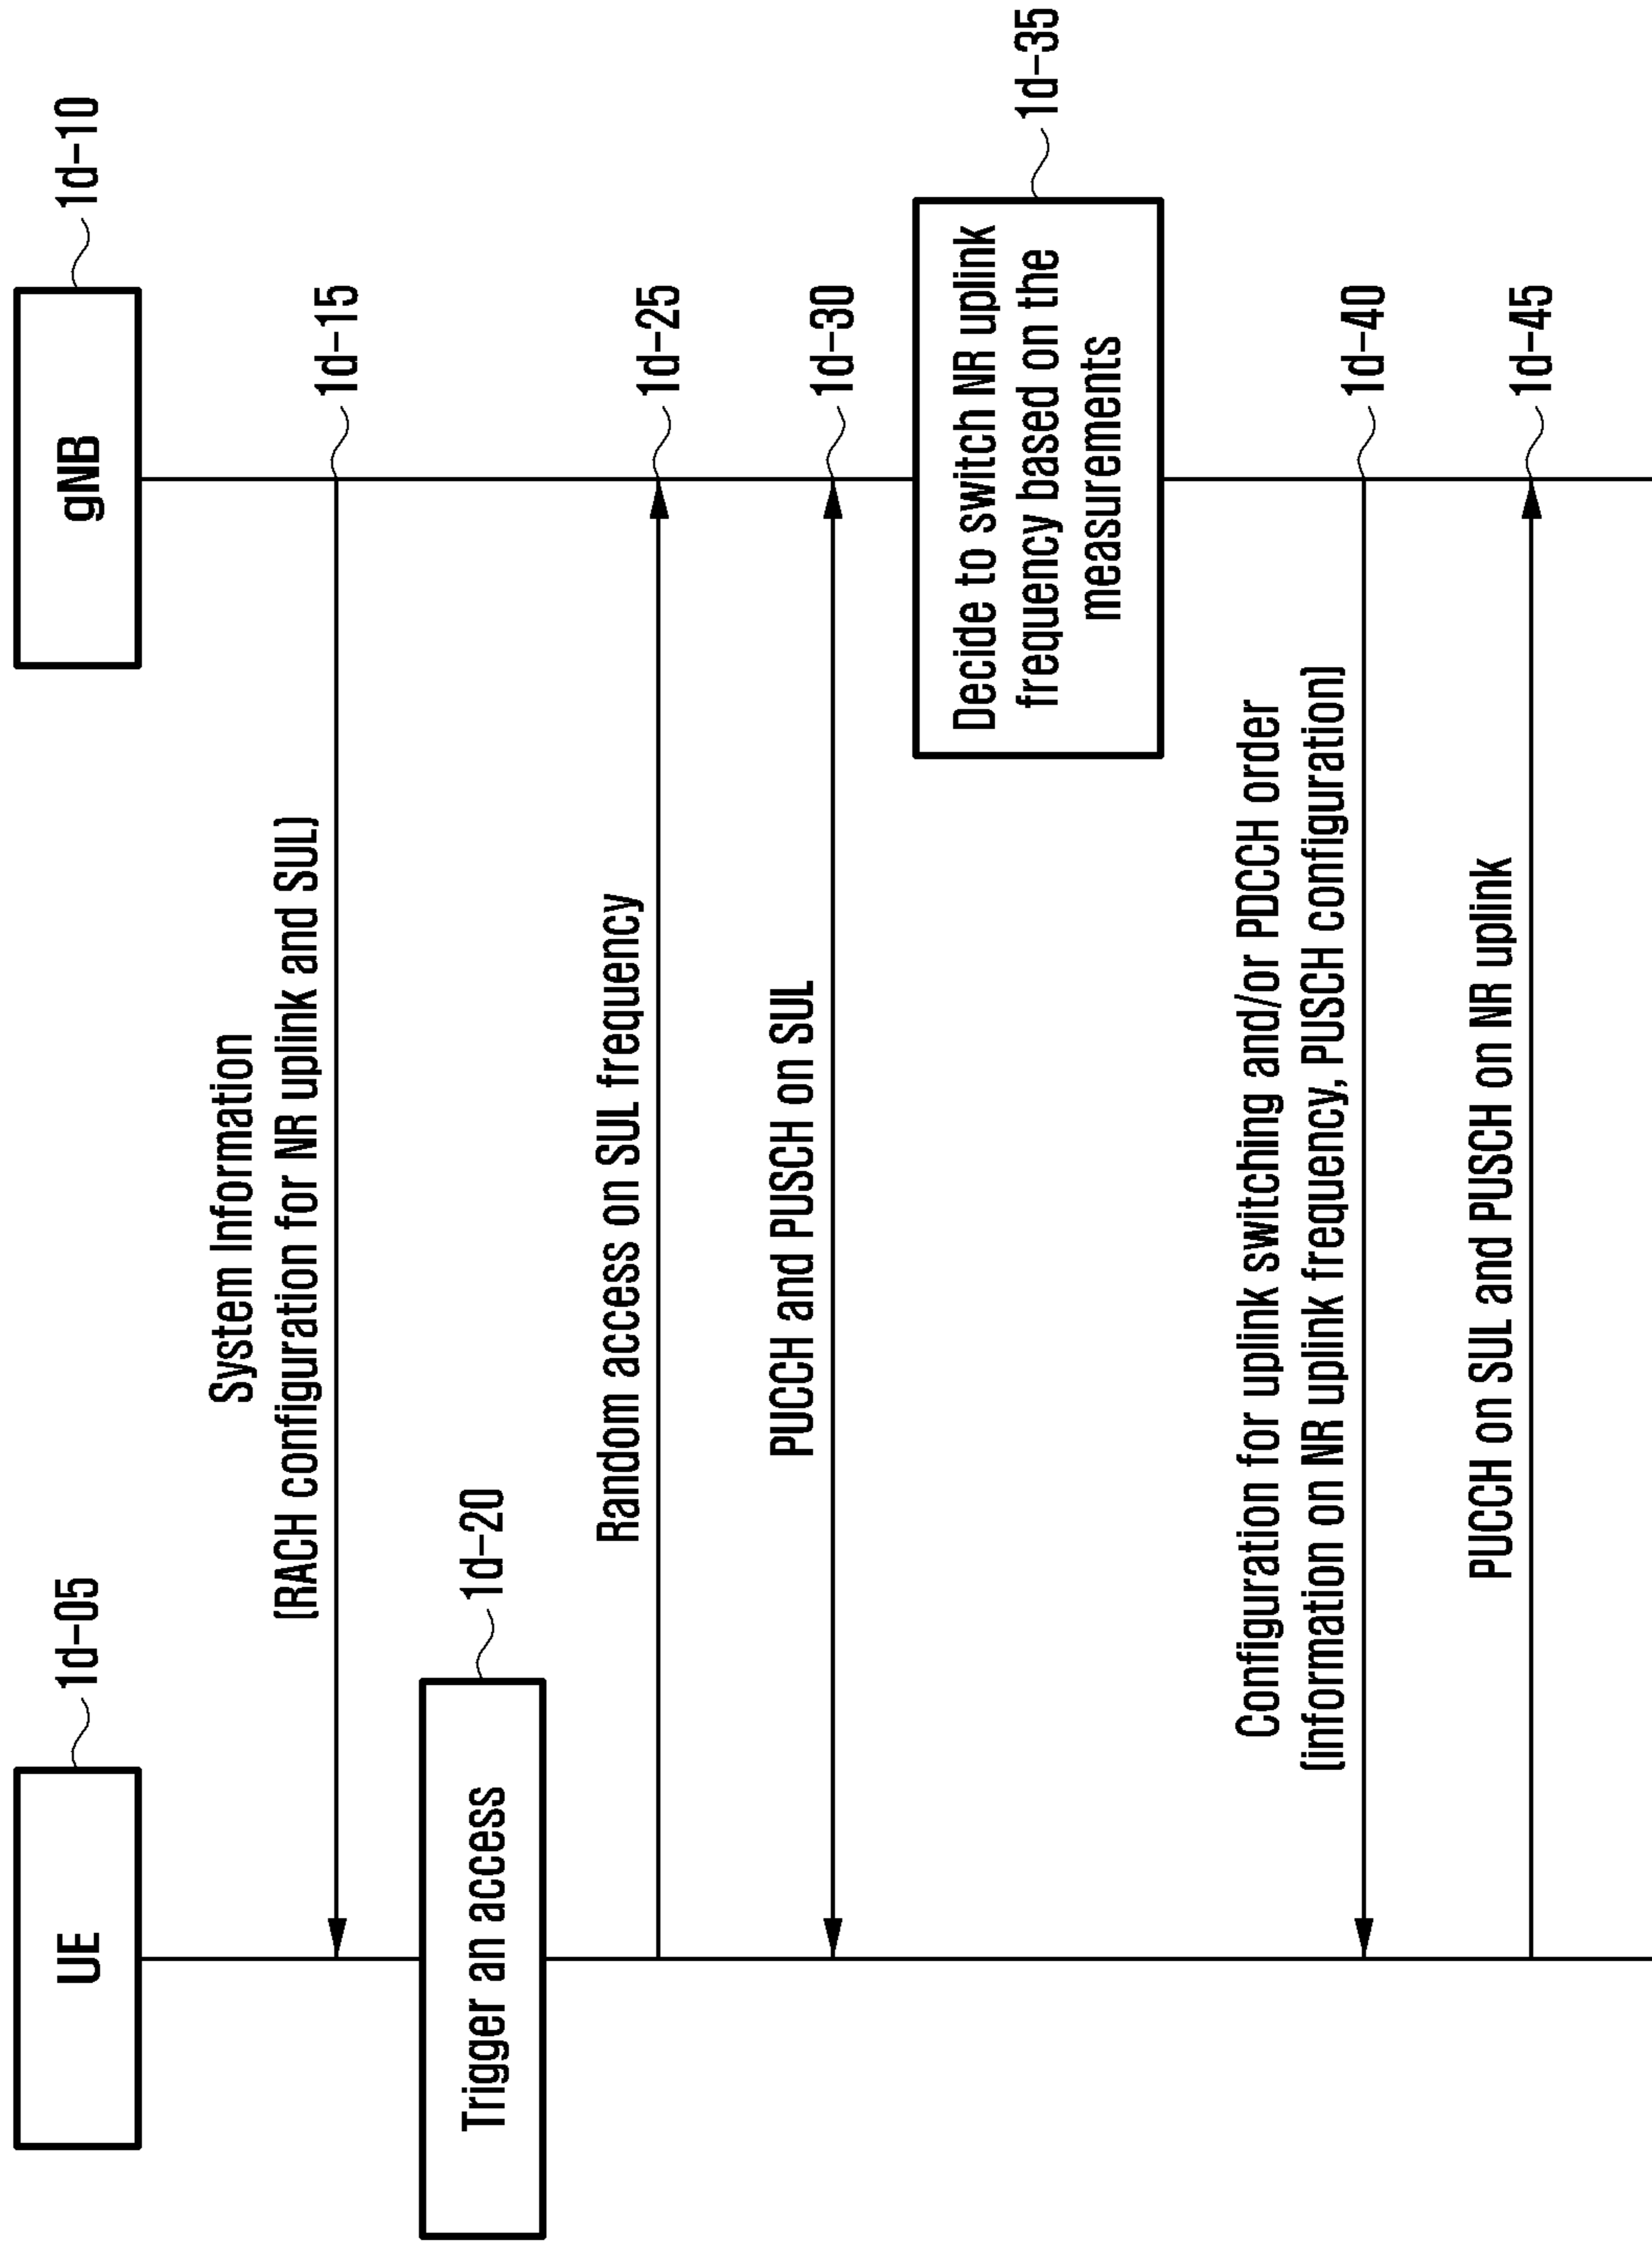 UE
1d-05
gNB
1d-10
System Information
(RACH configuration for NR uplink and SUL)
1d-15
Trigger an access
1d-20
Random access on SUL frequency
1d-25
PUCCH and PUSCH on SUL
1d-30
Decide to switch NR uplink
frequency based on the
measurements
1d-35
Configuration for uplink switching and/or PDCCH order
(information on NR uplink frequency, PUSCH configuration)
1d-40
PUCCH on SUL and PUSCH on NR uplink
1d-45